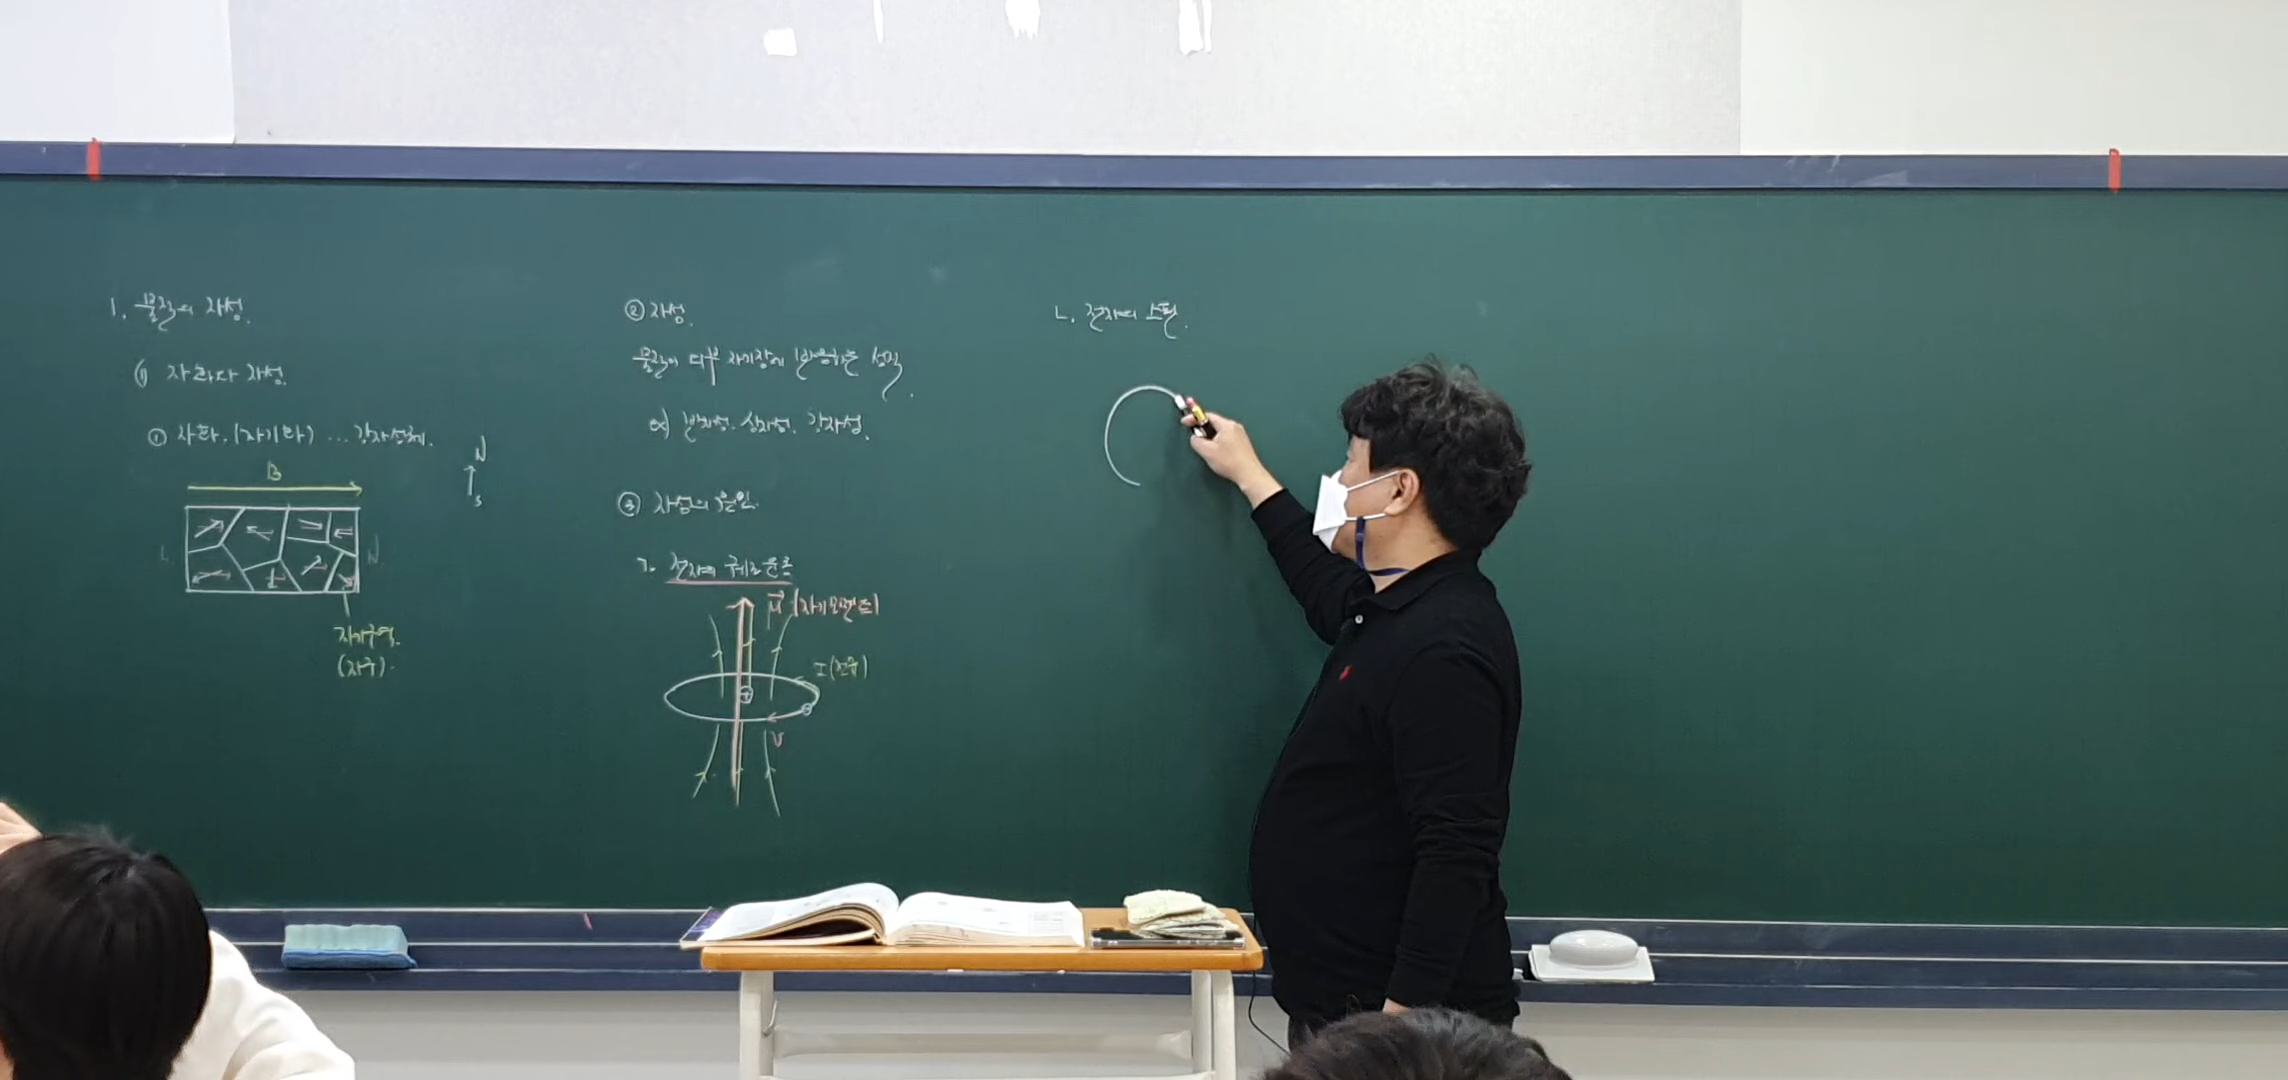 1. 물질의 자성.
(1) 자화와 자성.
① 자화. (자기화) ... 강자성체.
B
N
S
N
자기구역.
(자구).
② 자성.
물질이 외부 자기장에 반응하는 성질.
ex) 반자성. 상자성. 강자성.
③ 자성의 원인.
ㄱ. 전자의 궤도운동
μ (자기모멘트)
I (전류)
+
v
ㄴ. 전자의 스핀.